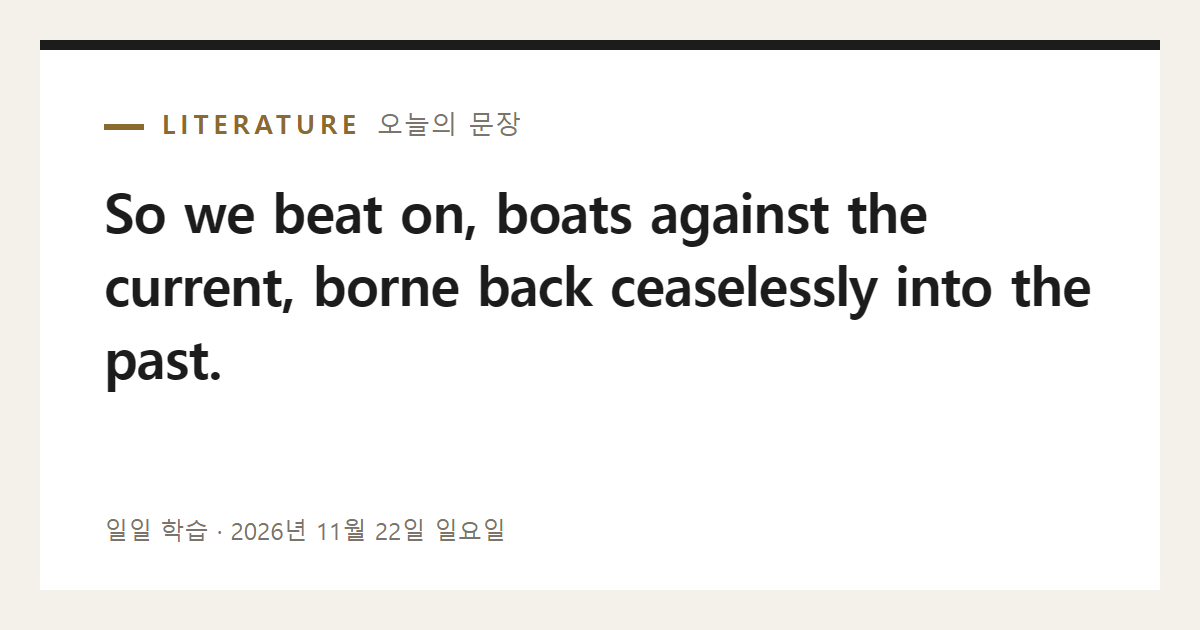 LITERATURE 오늘의 문장
So we beat on, boats against the
current, borne back ceaselessly into the
past.
일일 학습 · 2026년 11월 22일 일요일